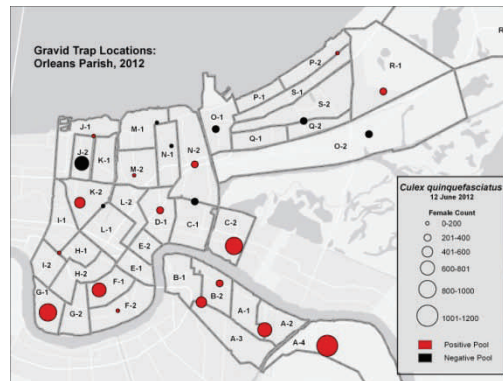 Gravid Trap Locations:
Orleans Parish, 2012
P-2
R-1
R
P-1
S-1
S-2
J-1
M-1
O-1
Q-1
Q-2
O-2
J-2
K-1
N-1
N-2
M-2
K-2
L-2
I-1
L-1
D-1
C-1
C-2
H-1
E-2
I-2
H-2
E-1
F-1
G-1
G-2
F-2
B-1
B-2
A-1
A-2
A-3
A-4
Culex quinquefasciatus
12 June 2012
Female Count
0-200
201-400
401-600
600-801
800-1000
1001-1200
Positive Pool
Negative Pool